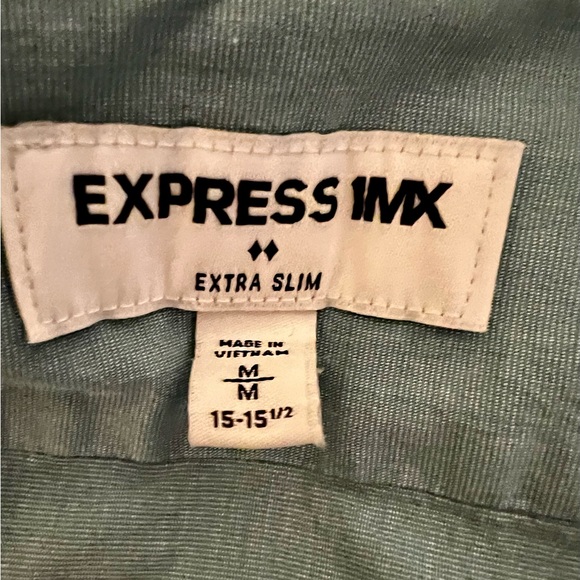 EXPRESS 1MX
EXTRA SLIM
MADE IN
VIETNAM
M
M
15-15 1/2